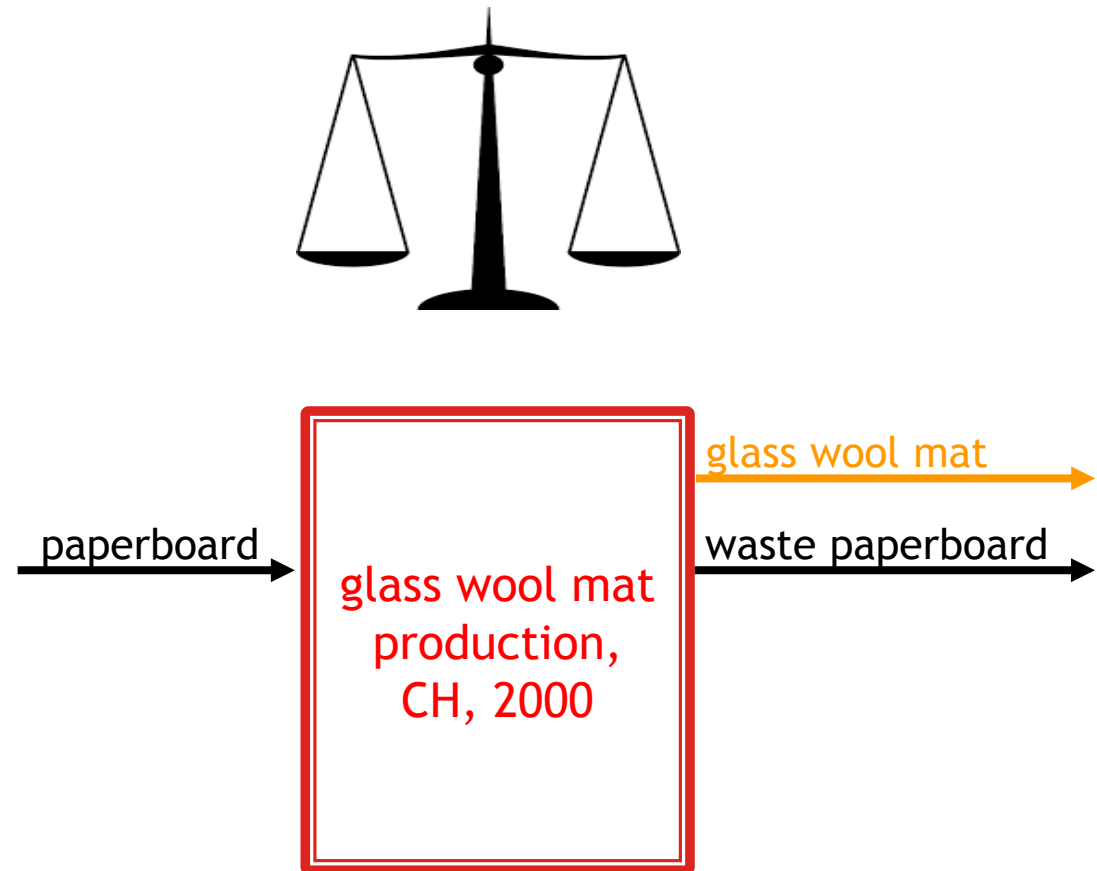 glass wool mat
paperboard
waste paperboard
glass wool mat
production,
CH, 2000